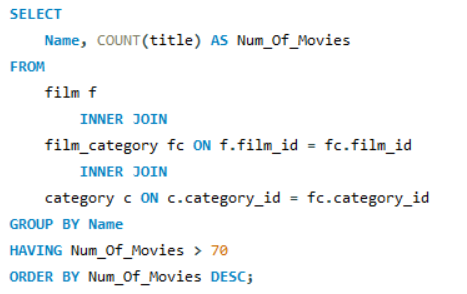 SELECT
Name, COUNT(title) AS Num_Of_Movies
FROM
film f
INNER JOIN
film_category fc ON f.film_id = fc.film_id
INNER JOIN
category c ON c.category_id = fc.category_id
GROUP BY Name
HAVING Num_Of_Movies > 70
ORDER BY Num_Of_Movies DESC;